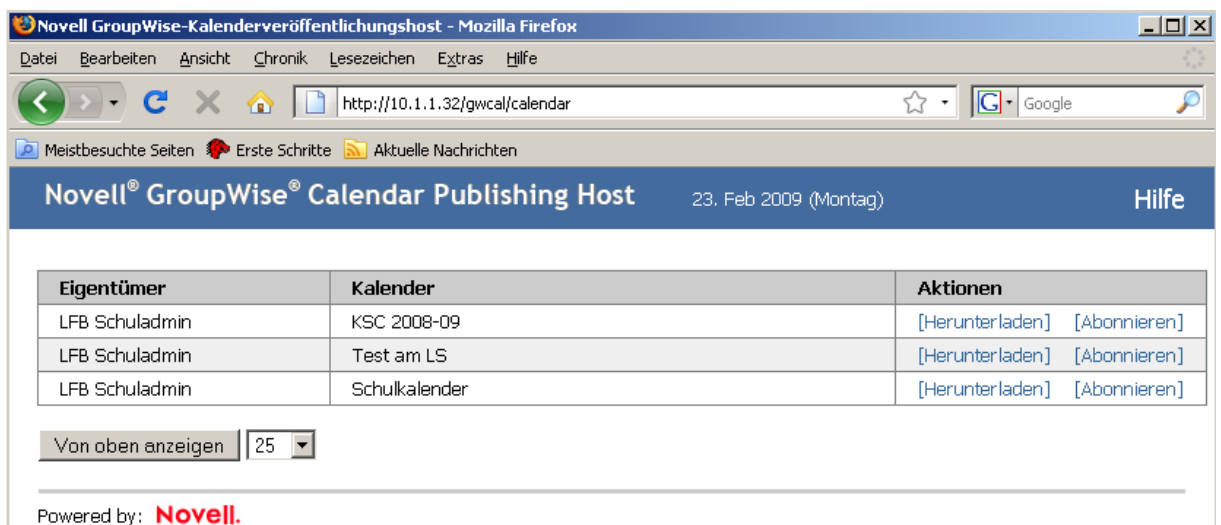 Novell GroupWise-Kalenderveröffentlichungshost - Mozilla Firefox
Datei Bearbeiten Ansicht Chronik Lesezeichen Extras Hilfe
http://10.1.1.32/gwcal/calendar G Google
Meistbesuchte Seiten Erste Schritte Aktuelle Nachrichten
Novell® GroupWise® Calendar Publishing Host 23. Feb 2009 (Montag) Hilfe
Eigentümer Kalender Aktionen
LFB Schuladmin KSC 2008-09 [Herunterladen] [Abonnieren]
LFB Schuladmin Test am LS [Herunterladen] [Abonnieren]
LFB Schuladmin Schulkalender [Herunterladen] [Abonnieren]
Von oben anzeigen 25
Powered by: Novell.